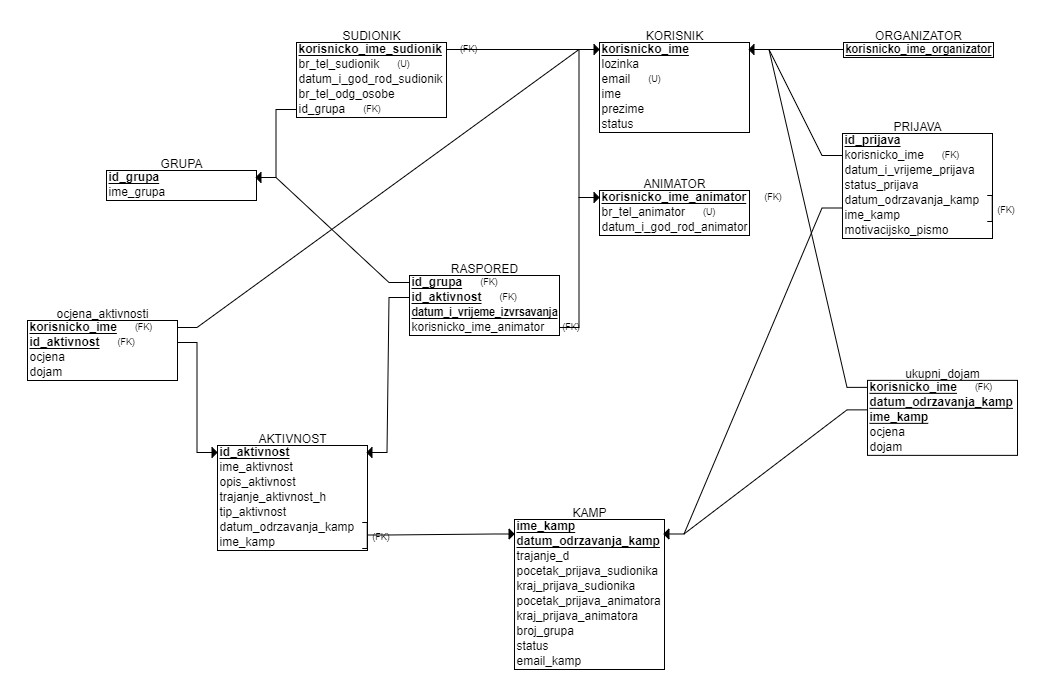 SUDIONIK
korisnicko_ime_sudionik (FK)
br_tel_sudionik (U)
datum_i_god_rod_sudionik
br_tel_odg_osobe
id_grupa (FK)
KORISNIK
korisnicko_ime
lozinka
email (U)
ime
prezime
status
ORGANIZATOR
korisnicko_ime_organizator
PRIJAVA
id_prijava
korisnicko_ime (FK)
datum_i_vrijeme_prijava
status_prijava
datum_odrzavanja_kamp
ime_kamp
(FK)
motivacijsko_pismo
GRUPA
id_grupa
ime_grupa
ANIMATOR
korisnicko_ime_animator (FK)
br_tel_animator (U)
datum_i_god_rod_animator
RASPORED
id_grupa (FK)
id_aktivnost (FK)
datum_i_vrijeme_izvrsavanja
korisnicko_ime_animator (FK)
ocjena_aktivnosti
korisnicko_ime (FK)
id_aktivnost (FK)
ocjena
dojam
ukupni_dojam
korisnicko_ime (FK)
datum_odrzavanja_kamp
ime_kamp
ocjena
dojam
AKTIVNOST
id_aktivnost
ime_aktivnost
opis_aktivnost
trajanje_aktivnost_h
tip_aktivnost
datum_odrzavanja_kamp
ime_kamp
(FK)
KAMP
ime_kamp
datum_odrzavanja_kamp
trajanje_d
pocetak_prijava_sudionika
kraj_prijava_sudionika
pocetak_prijava_animatora
kraj_prijava_animatora
broj_grupa
status
email_kamp